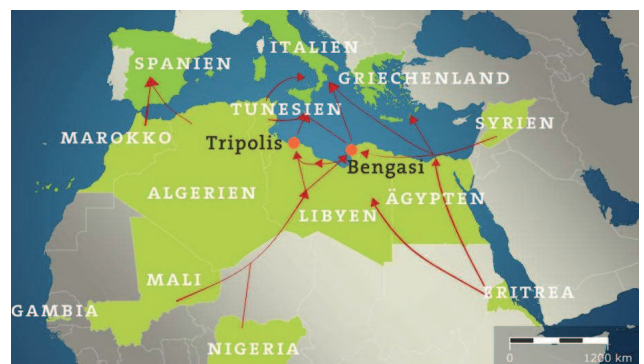 ITALIEN
SPANIEN
GRIECHENLAND
TUNESIEN
SYRIEN
MAROKKO
Tripolis
Bengasi
ALGERIEN
ÄGYPTEN
LIBYEN
MALI
ERITREA
GAMBIA
NIGERIA
0 1200 km